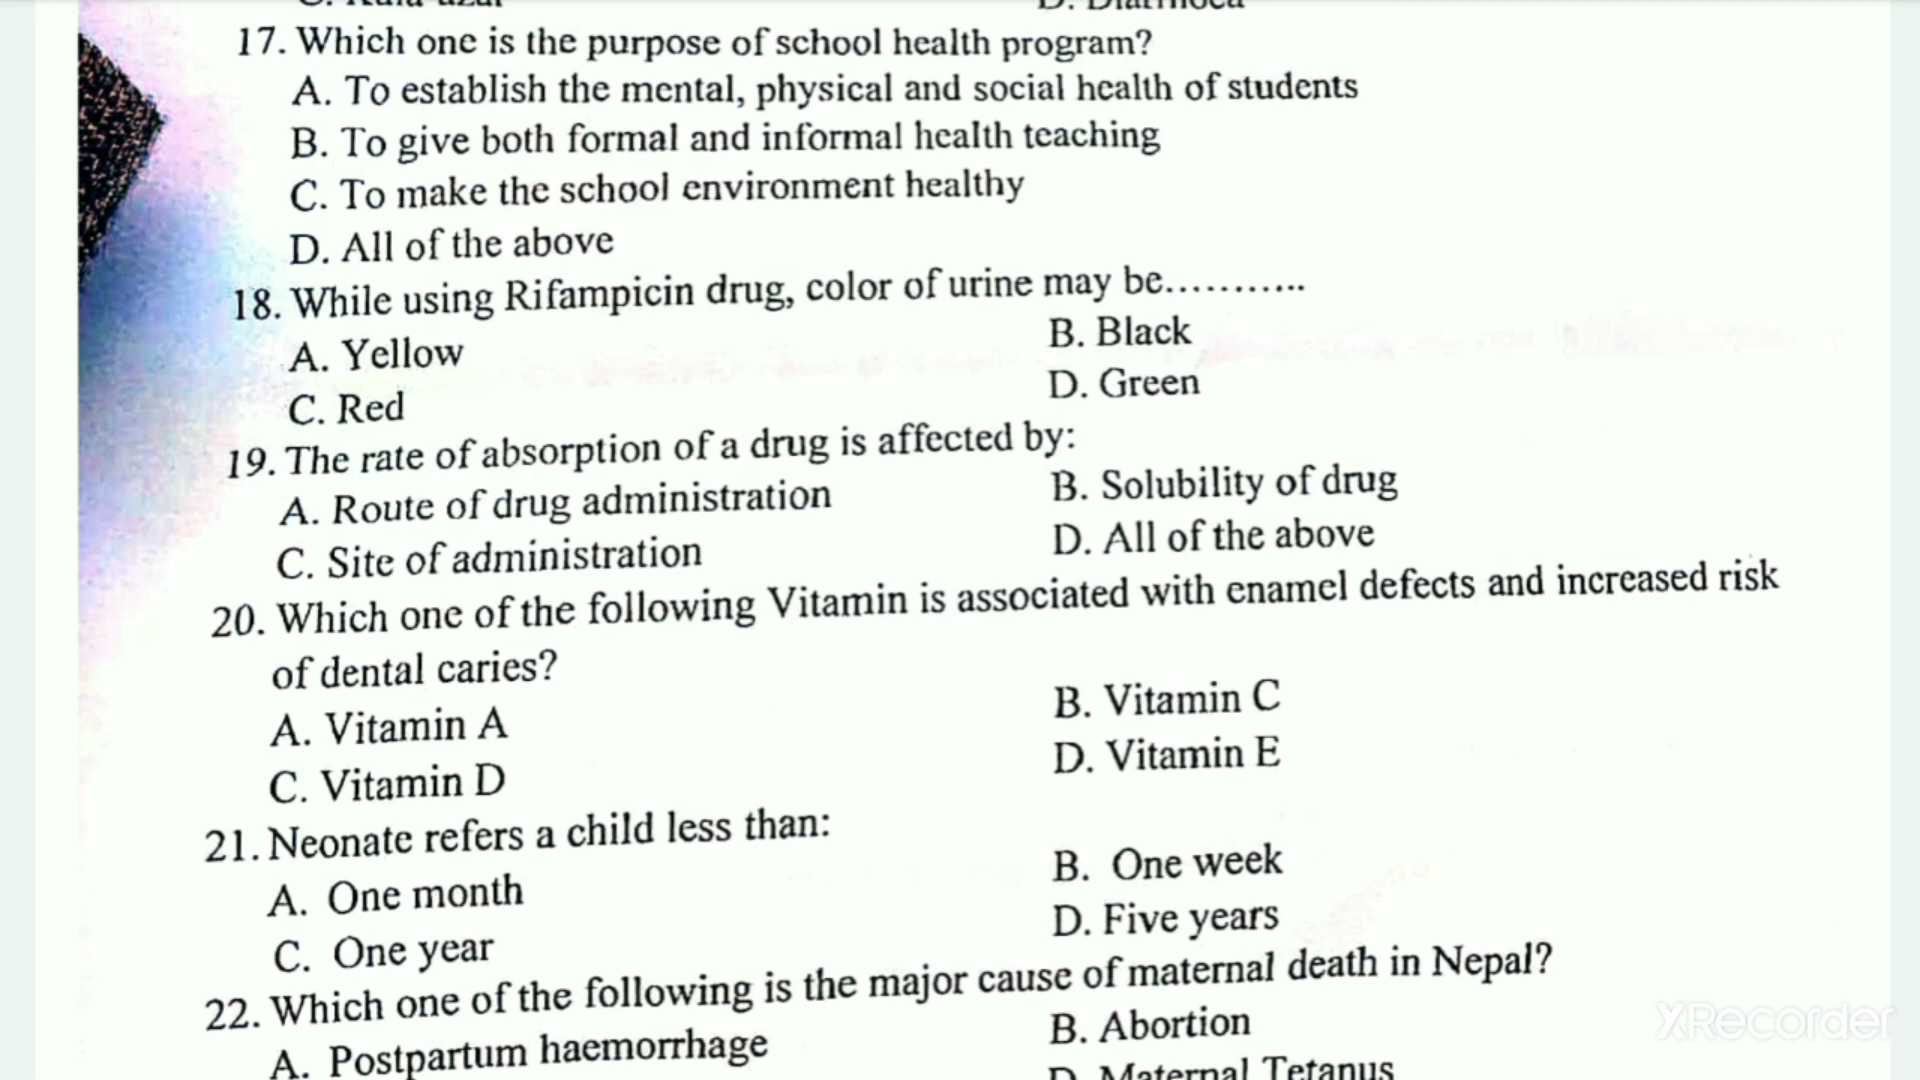 17. Which one is the purpose of school health program?
A. To establish the mental, physical and social health of students
B. To give both formal and informal health teaching
C. To make the school environment healthy
D. All of the above
18. While using Rifampicin drug, color of urine may be...........
A. Yellow
B. Black
C. Red
D. Green
19. The rate of absorption of a drug is affected by:
A. Route of drug administration
B. Solubility of drug
C. Site of administration
D. All of the above
20. Which one of the following Vitamin is associated with enamel defects and increased risk
of dental caries?
A. Vitamin A
B. Vitamin C
C. Vitamin D
D. Vitamin E
21. Neonate refers a child less than:
A. One month
B. One week
C. One year
D. Five years
22. Which one of the following is the major cause of maternal death in Nepal?
A. Postpartum haemorrhage
B. Abortion
D. Maternal Tetanus
XRecorder